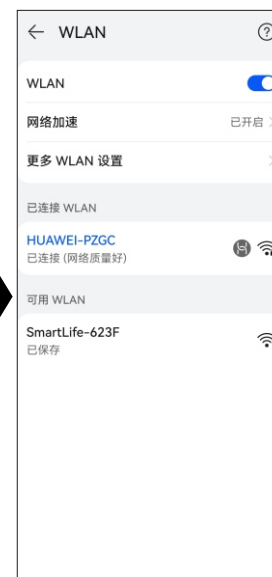 WLAN
WLAN
网络加速 已开启
更多 WLAN 设置
已连接 WLAN
HUAWEI-PZGC
已连接 (网络质量好)
可用 WLAN
SmartLife-623F
已保存